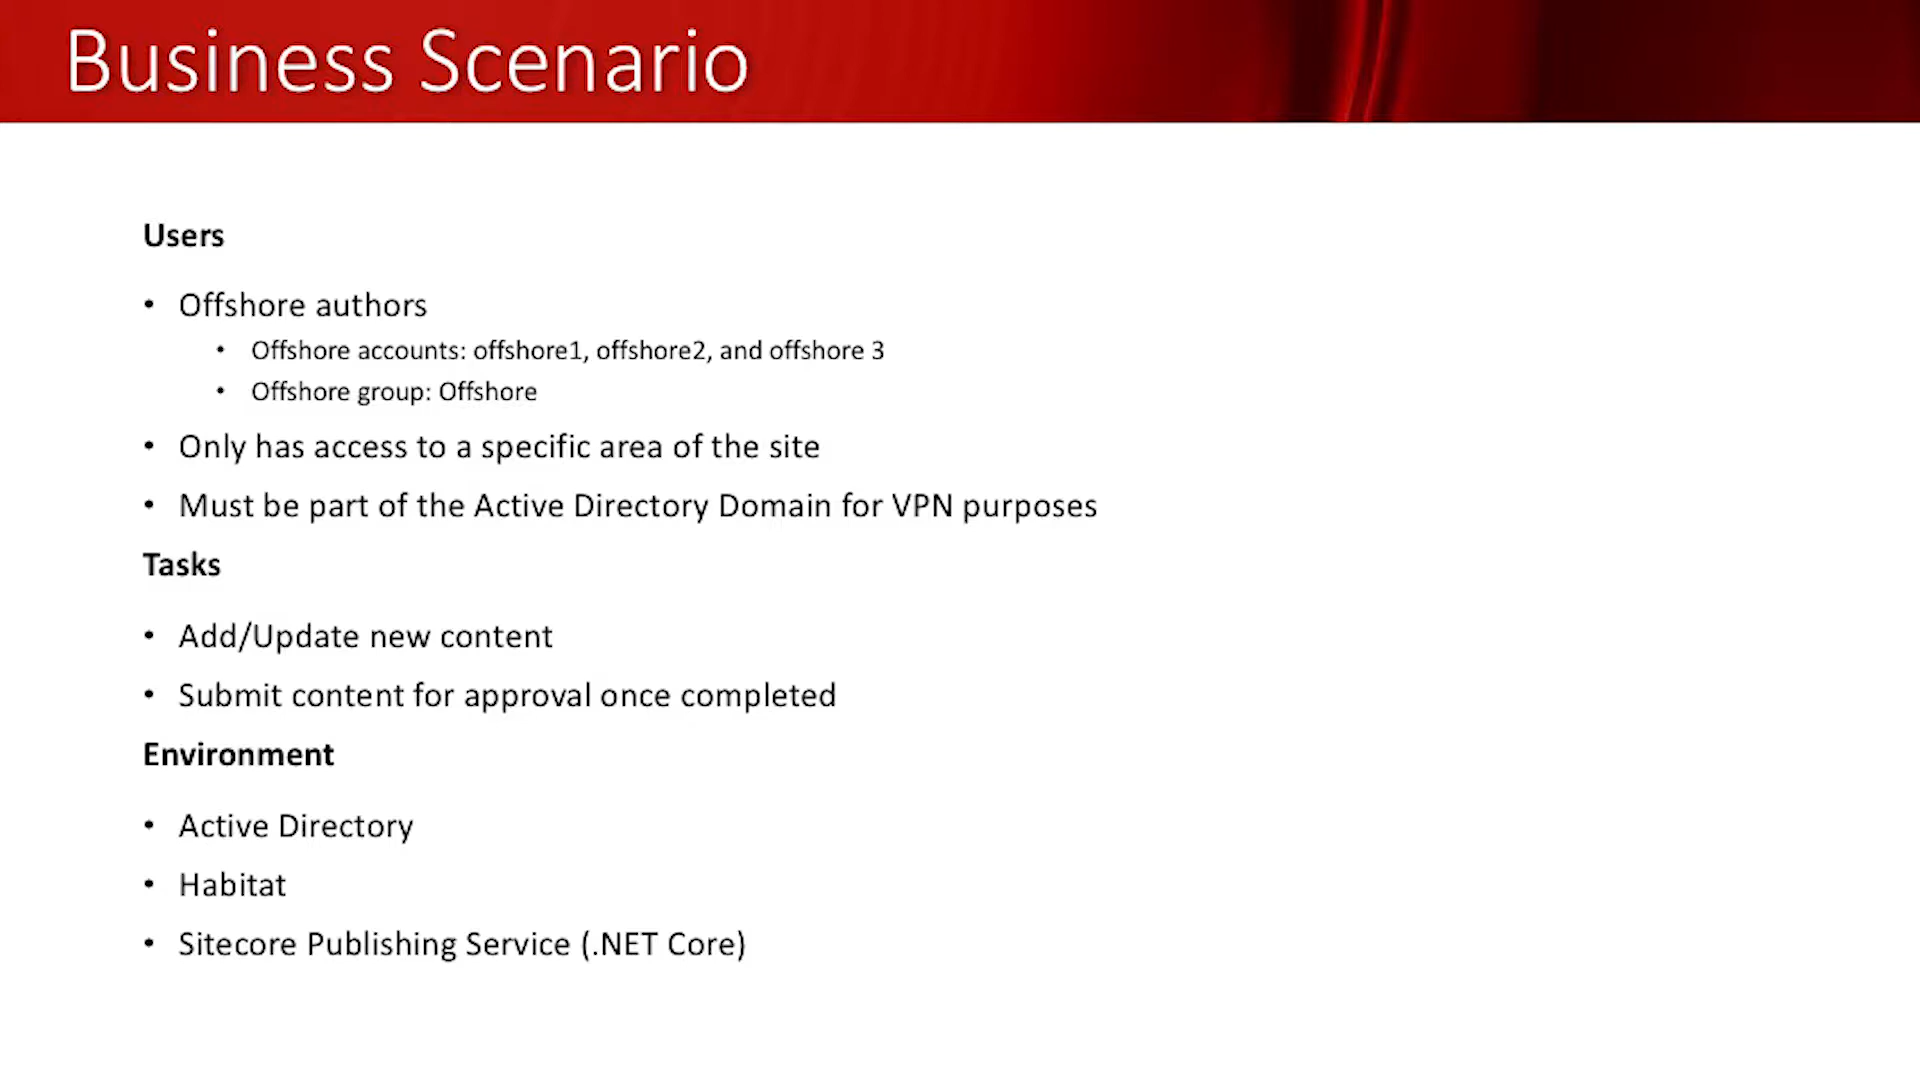 Business Scenario
Users
• Offshore authors
• Offshore accounts: offshore1, offshore2, and offshore 3
• Offshore group: Offshore
• Only has access to a specific area of the site
• Must be part of the Active Directory Domain for VPN purposes
Tasks
• Add/Update new content
• Submit content for approval once completed
Environment
• Active Directory
• Habitat
• Sitecore Publishing Service (.NET Core)